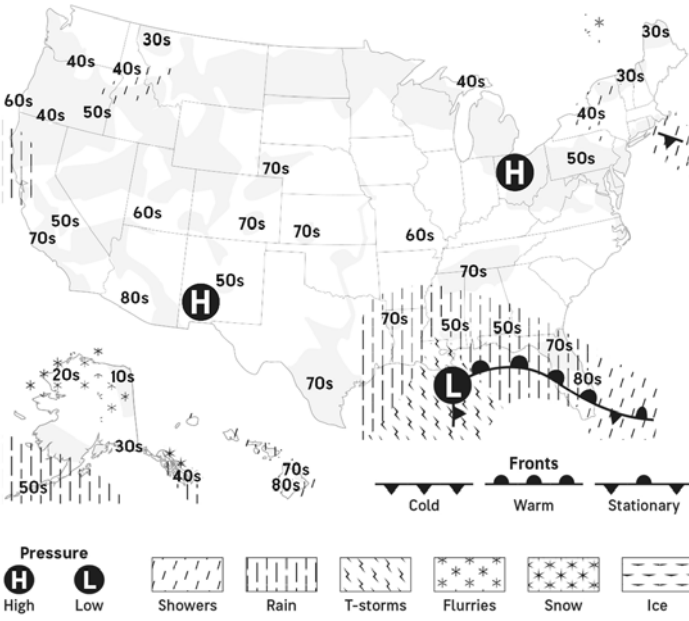 30s
30s
40s
40s
30s
40s
60s
40s
50s
40s
50s
70s
60s
50s
70s
70s
70s
60s
80s
50s
H
H
70s
70s
50s
50s
70s
80s
70s
L
20s
10s
30s
40s
50s
70s
80s
Fronts
Cold
Warm
Stationary
Pressure
H
L
High
Low
Showers
Rain
T-storms
Flurries
Snow
Ice